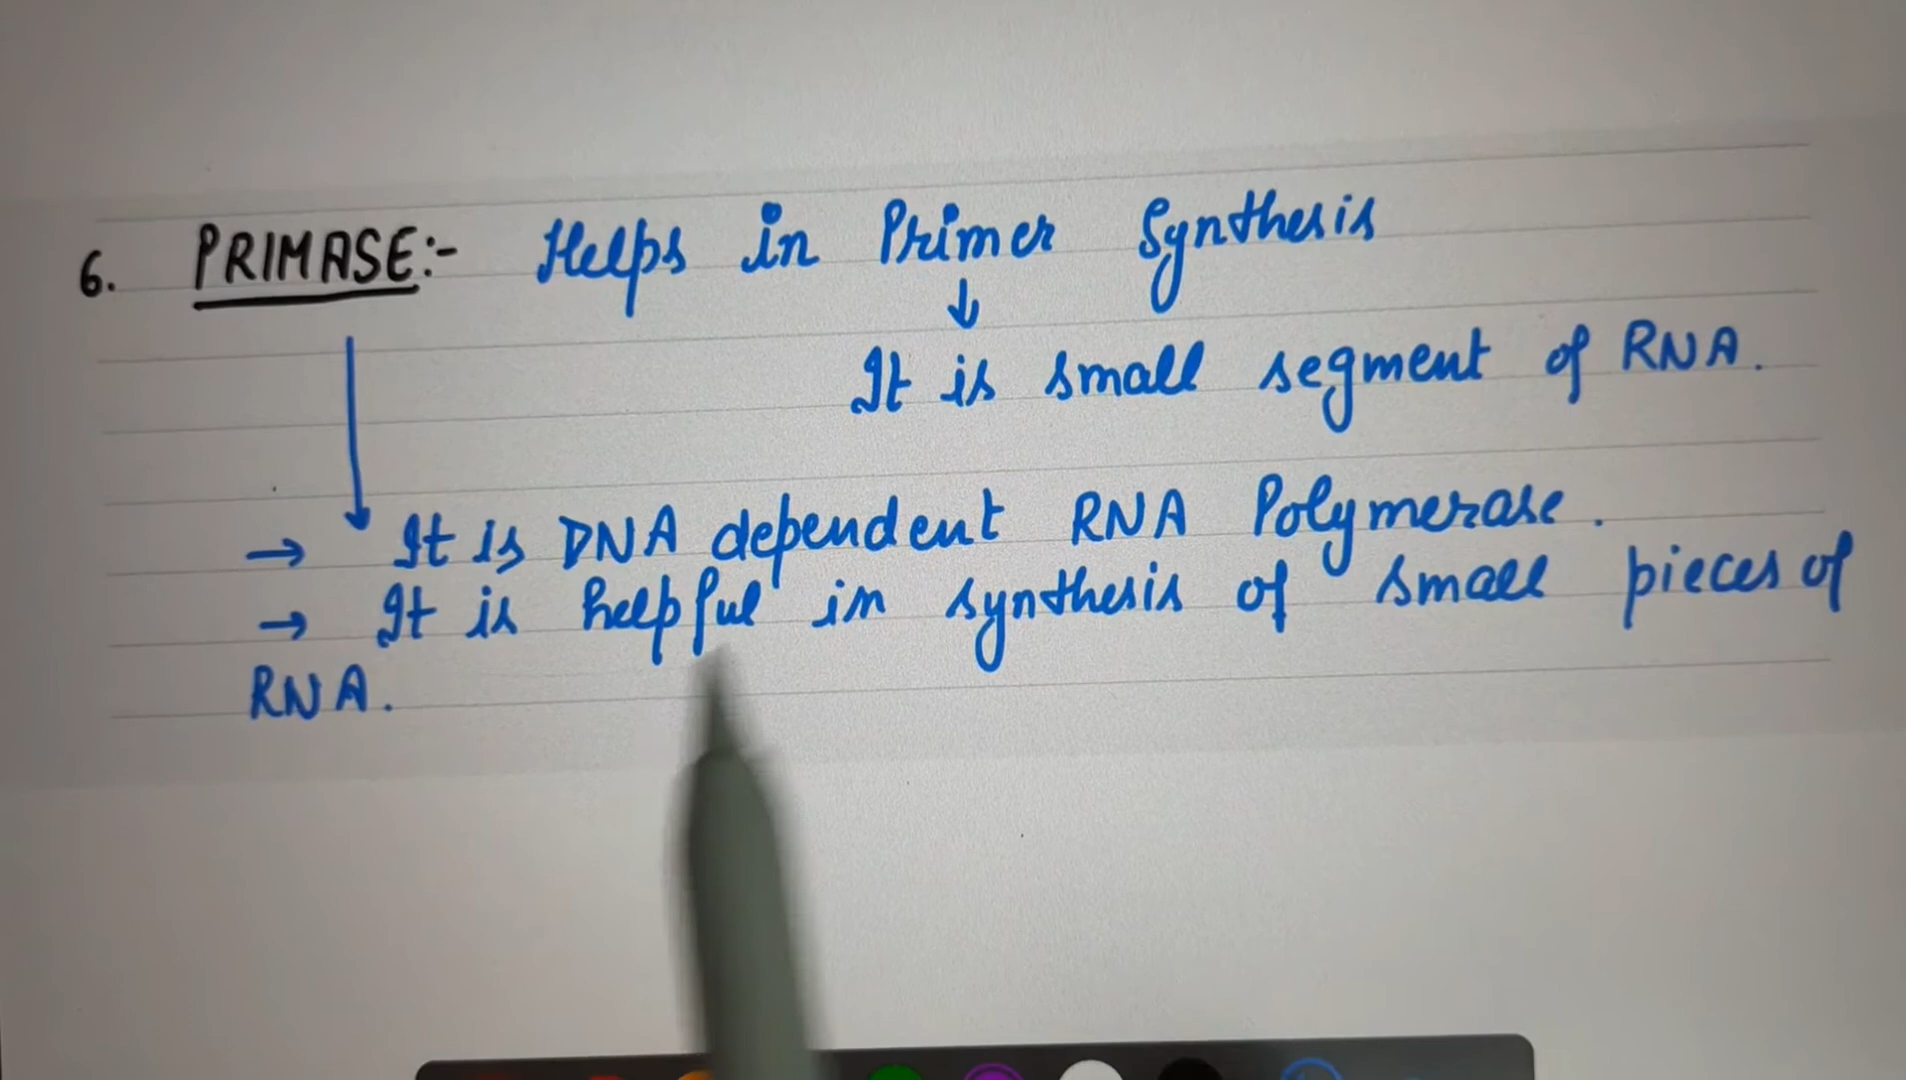 6. PRIMASE:- Helps in Primer Synthesis
↓
It is small segment of RNA.
→ It is DNA dependent RNA Polymerase.
→ It is helpful in synthesis of small pieces of
RNA.